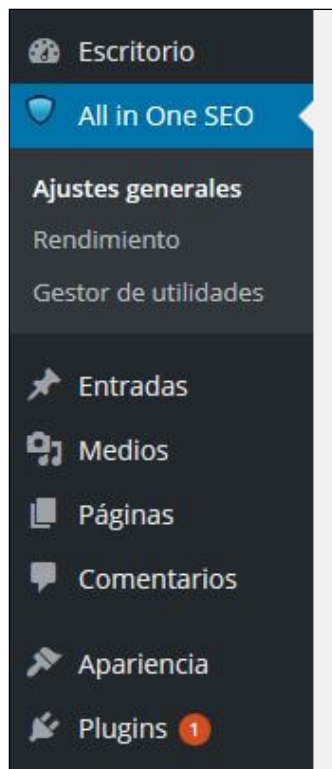 Escritorio
All in One SEO
Ajustes generales
Rendimiento
Gestor de utilidades
Entradas
Medios
Páginas
Comentarios
Apariencia
Plugins 1